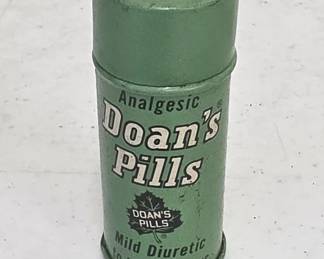 Analgesic
Doan's®
Pills
DOAN'S
PILLS®
Mild Diuretic